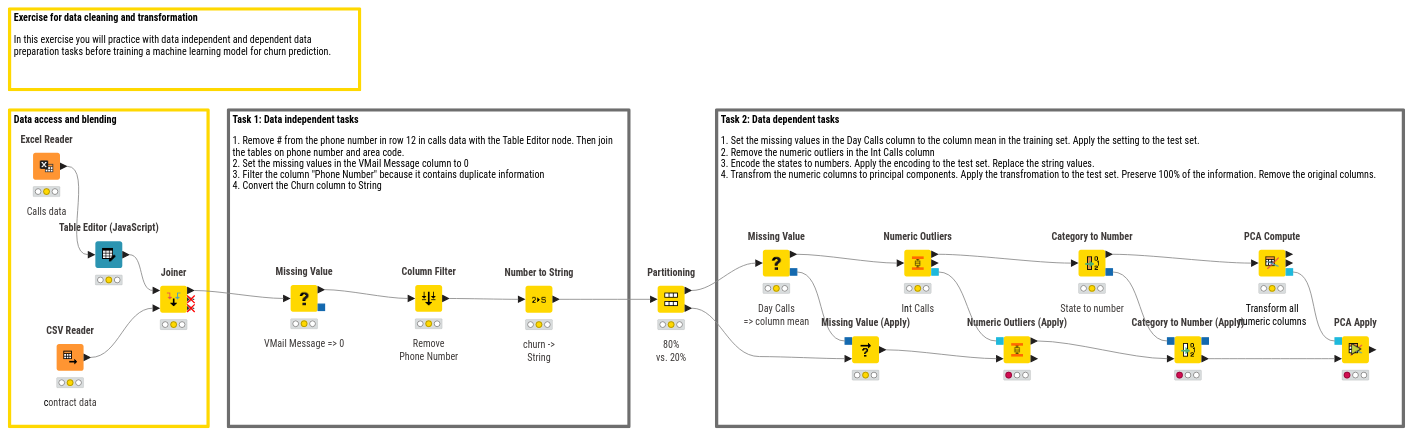 Exercise for data cleaning and transformation
In this exercise you will practice with data independent and dependent data
preparation tasks before training a machine learning model for churn prediction.
Data access and blending
Excel Reader
Calls data
Table Editor (JavaScript)
Joiner
CSV Reader
contract data
Task 1: Data independent tasks
1. Remove # from the phone number in row 12 in calls data with the Table Editor node. Then join
the tables on phone number and area code.
2. Set the missing values in the VMail Message column to 0
3. Filter the column "Phone Number" because it contains duplicate information
4. Convert the Churn column to String
Missing Value
?
VMail Message => 0
Column Filter
Remove
Phone Number
Number to String
2▸S
churn ->
String
Partitioning
80%
vs. 20%
Task 2: Data dependent tasks
1. Set the missing values in the Day Calls column to the column mean in the training set. Apply the setting to the test set.
2. Remove the numeric outliers in the Int Calls column
3. Encode the states to numbers. Apply the encoding to the test set. Replace the string values.
4. Transfrom the numeric columns to principal components. Apply the transfromation to the test set. Preserve 100% of the information. Remove the original columns.
Missing Value
?
Day Calls
=> column mean
Numeric Outliers
Int Calls
Category to Number
State to number
PCA Compute
Transform all
numeric columns
Missing Value (Apply)
?
Numeric Outliers (Apply)
Category to Number (Apply)
PCA Apply